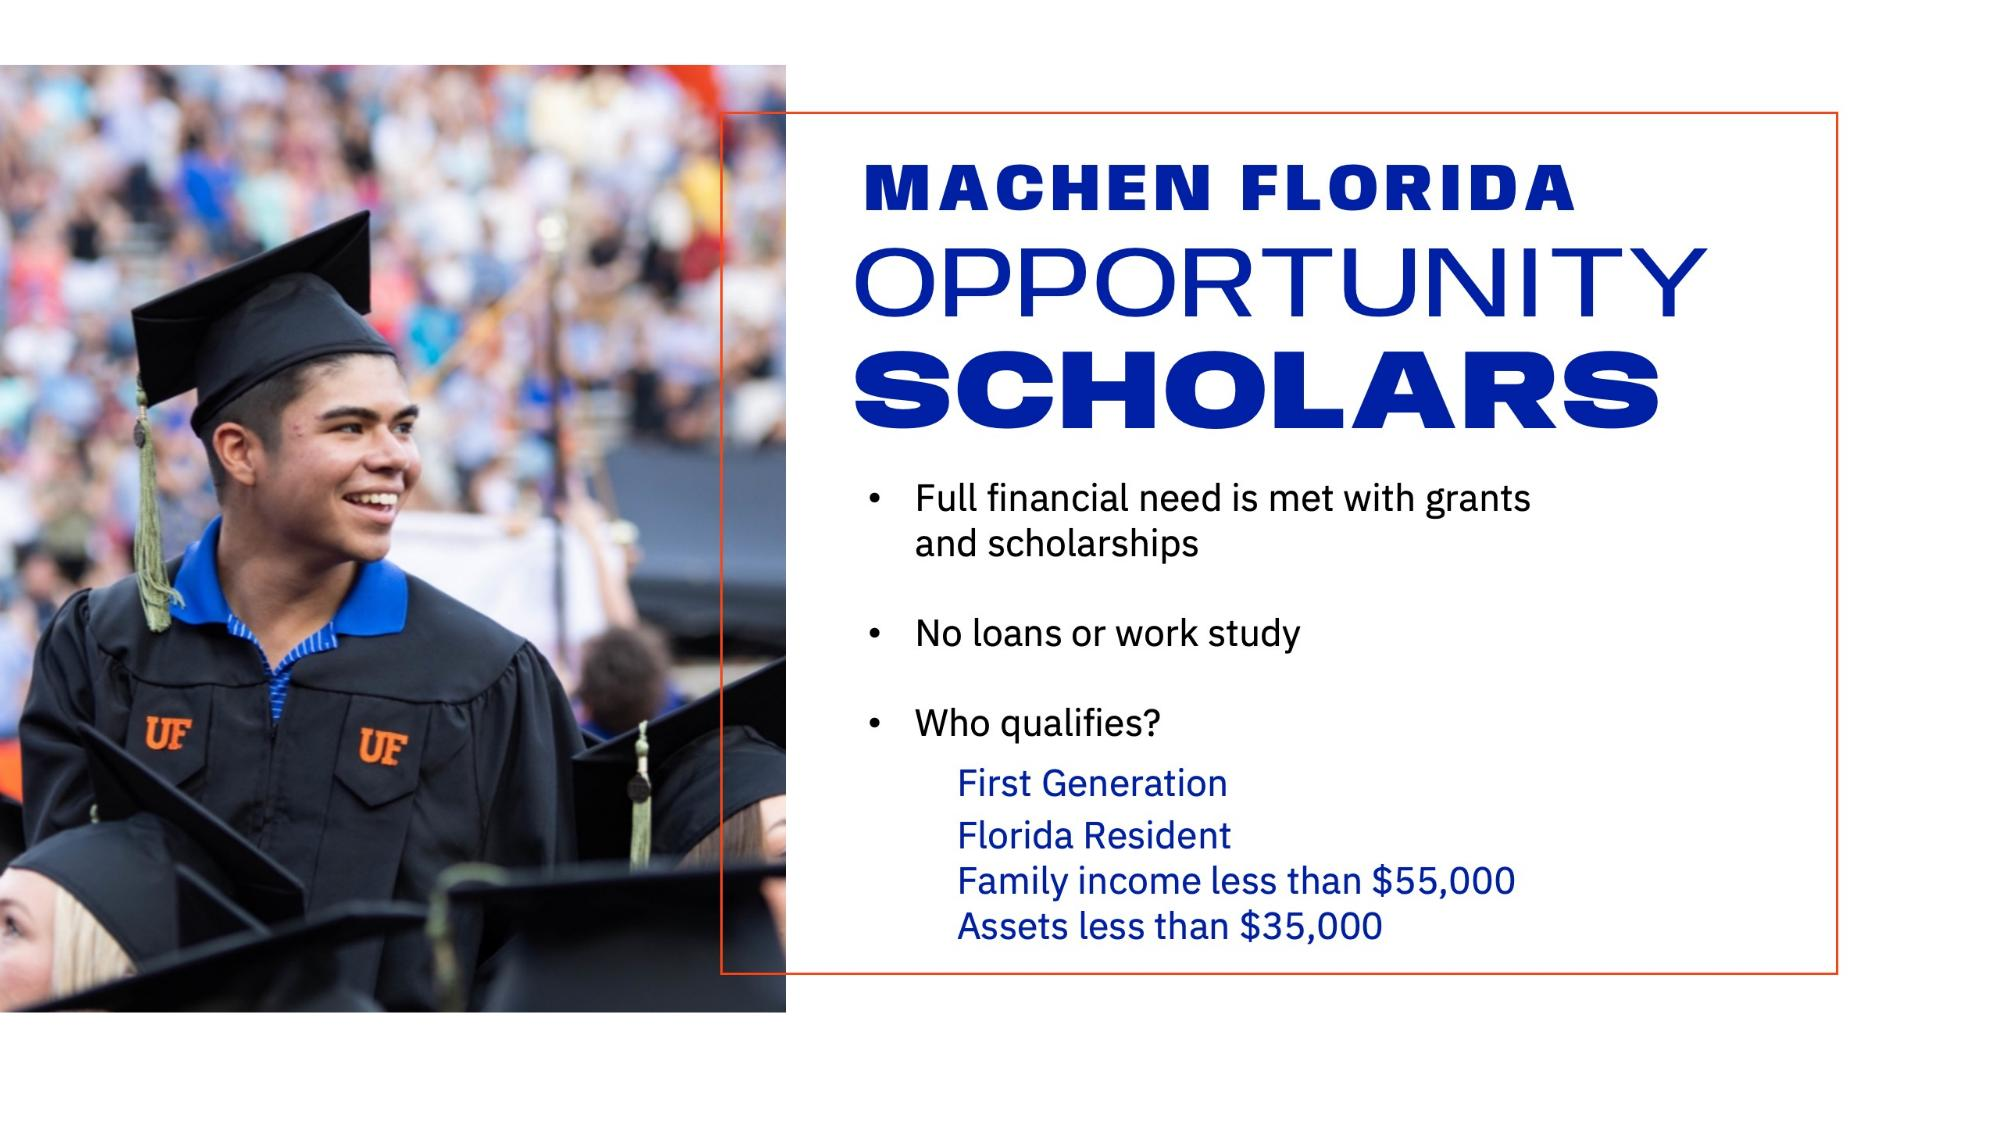 MACHEN FLORIDA
OPPORTUNITY
SCHOLARS
• Full financial need is met with grants
and scholarships
• No loans or work study
• Who qualifies?
First Generation
Florida Resident
Family income less than $55,000
Assets less than $35,000
UF
UF